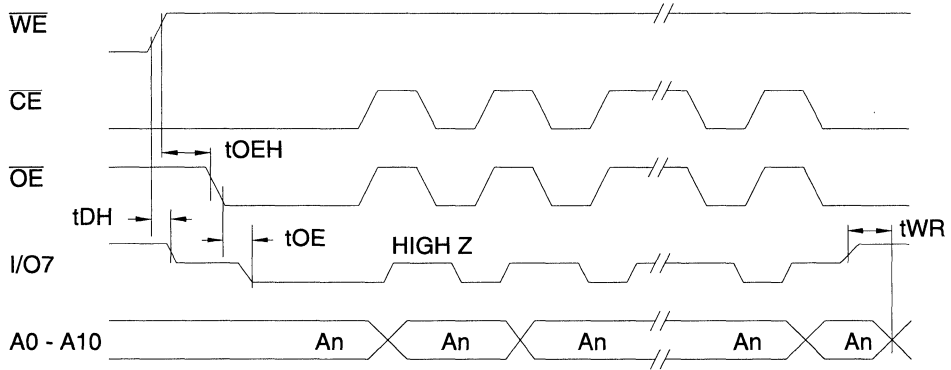 WE
CE
tOEH
OE
tDH
tOE
HIGH Z
tWR
I/O7
A0 - A10 An An An An An